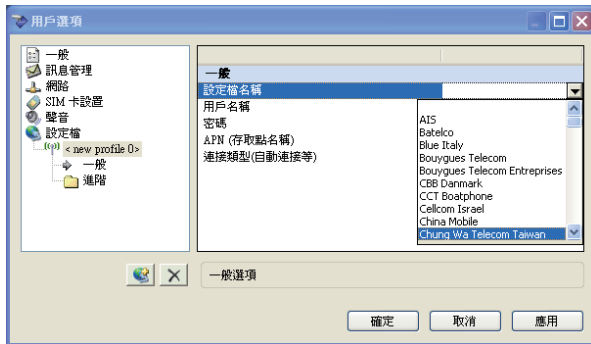 用戶選項
一般
訊息管理
網路
SIM 卡設置
聲音
設定檔
< new profile 0>
一般
進階
一般
設定檔名稱
用戶名稱
密碼
APN (存取點名稱)
連接類型(自動連接等)
AIS
Batelco
Blue Italy
Bouygues Telecom
Bouygues Telecom Entreprises
CBB Danmark
CCT Boatphone
Cellcom Israel
China Mobile
Chung Wa Telecom Taiwan
一般選項
確定
取消
應用